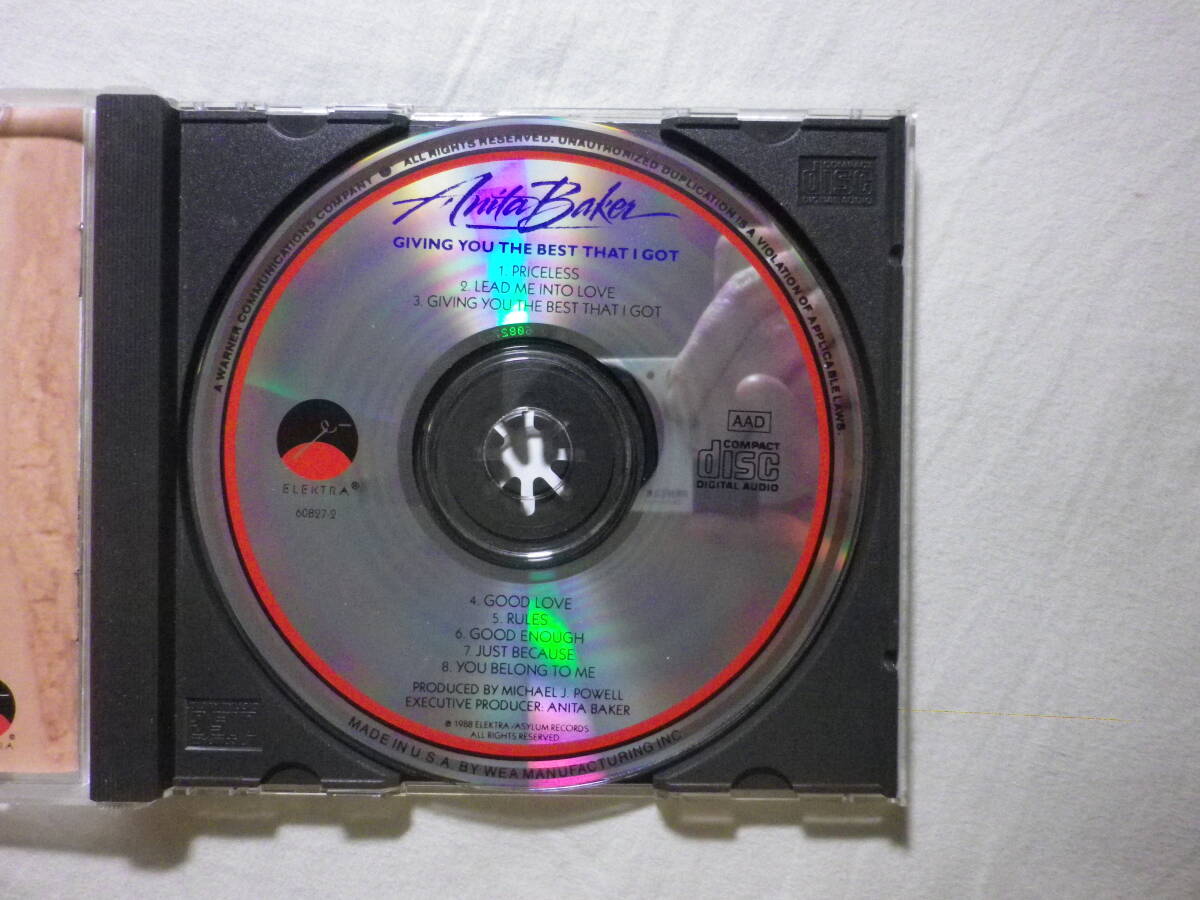 A WARNER COMMUNICATIONS COMPANY ℗ ALL RIGHTS RESERVED. UNAUTHORIZED DUPLICATION IS A VIOLATION OF APPLICABLE LAWS.
Anita Baker
GIVING YOU THE BEST THAT I GOT
1. PRICELESS
2. LEAD ME INTO LOVE
3. GIVING YOU THE BEST THAT I GOT
ELEKTRA®
60827-2
AAD
COMPACT
disc
DIGITAL AUDIO
4. GOOD LOVE
5. RULES
6. GOOD ENOUGH
7. JUST BECAUSE
8. YOU BELONG TO ME
PRODUCED BY MICHAEL J. POWELL
EXECUTIVE PRODUCER: ANITA BAKER
℗ 1988 ELEKTRA/ASYLUM RECORDS
ALL RIGHTS RESERVED.
MADE IN U.S.A. BY WEA MANUFACTURING INC.
COMPACT
disc
DIGITAL AUDIO